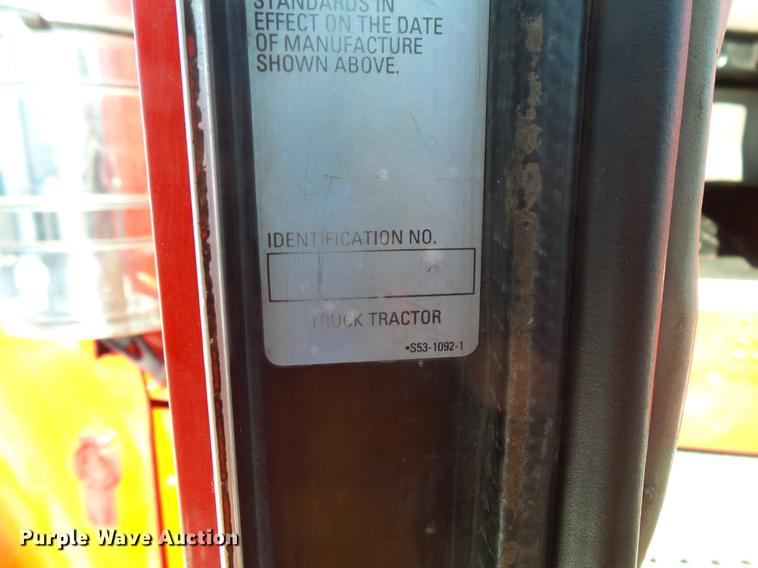 STANDARDS IN
EFFECT ON THE DATE
OF MANUFACTURE
SHOWN ABOVE.
IDENTIFICATION NO.
TRUCK TRACTOR
•S53-1092-1
Purple Wave Auction